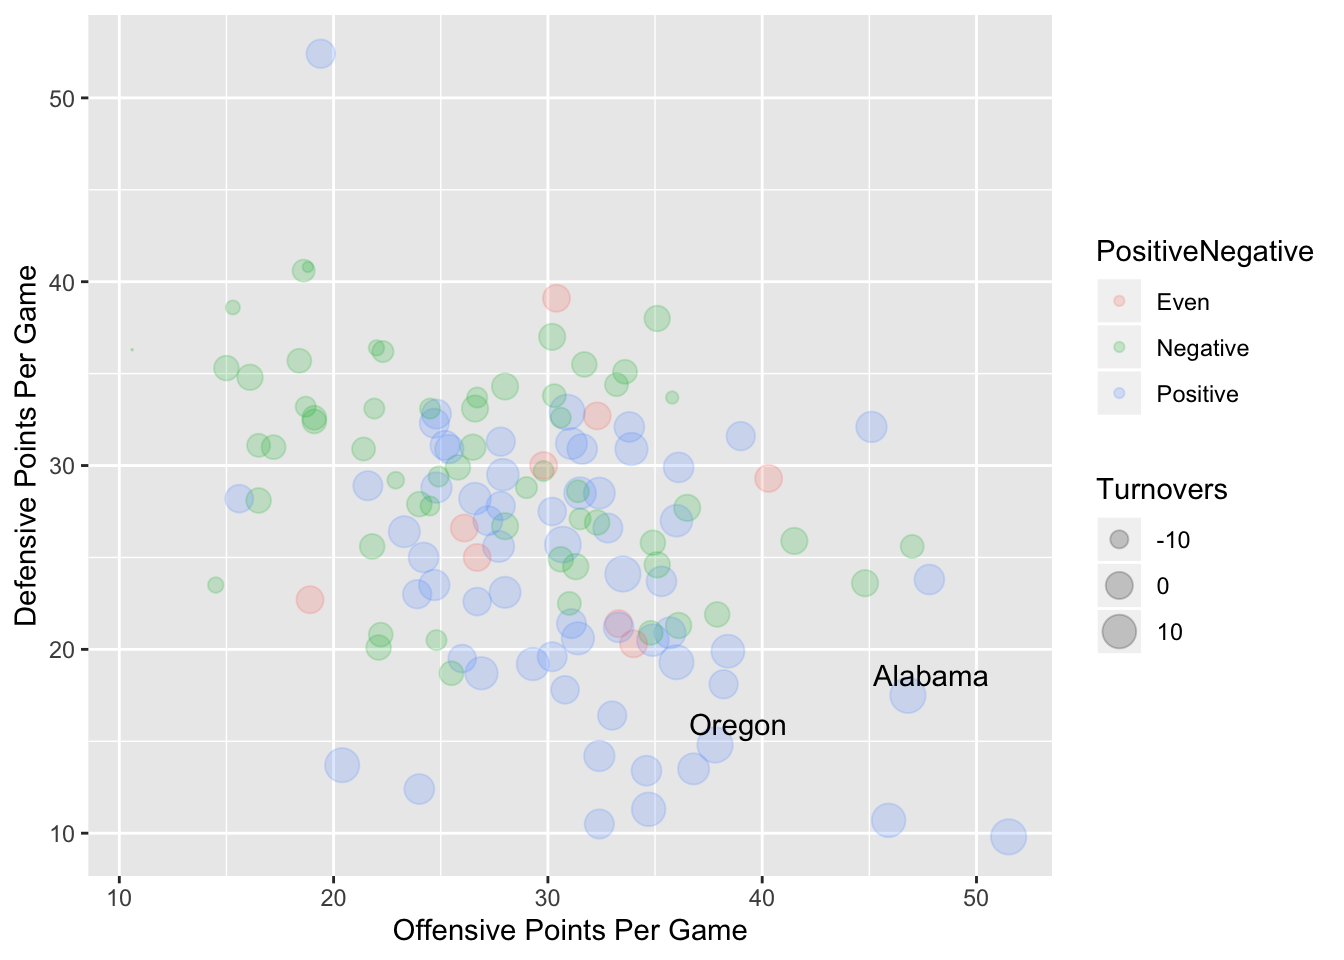 50
40
30
20
10
Defensive Points Per Game
Alabama
Oregon
10
20
30
40
50
Offensive Points Per Game
PositiveNegative
Even
Negative
Positive
Turnovers
-10
0
10